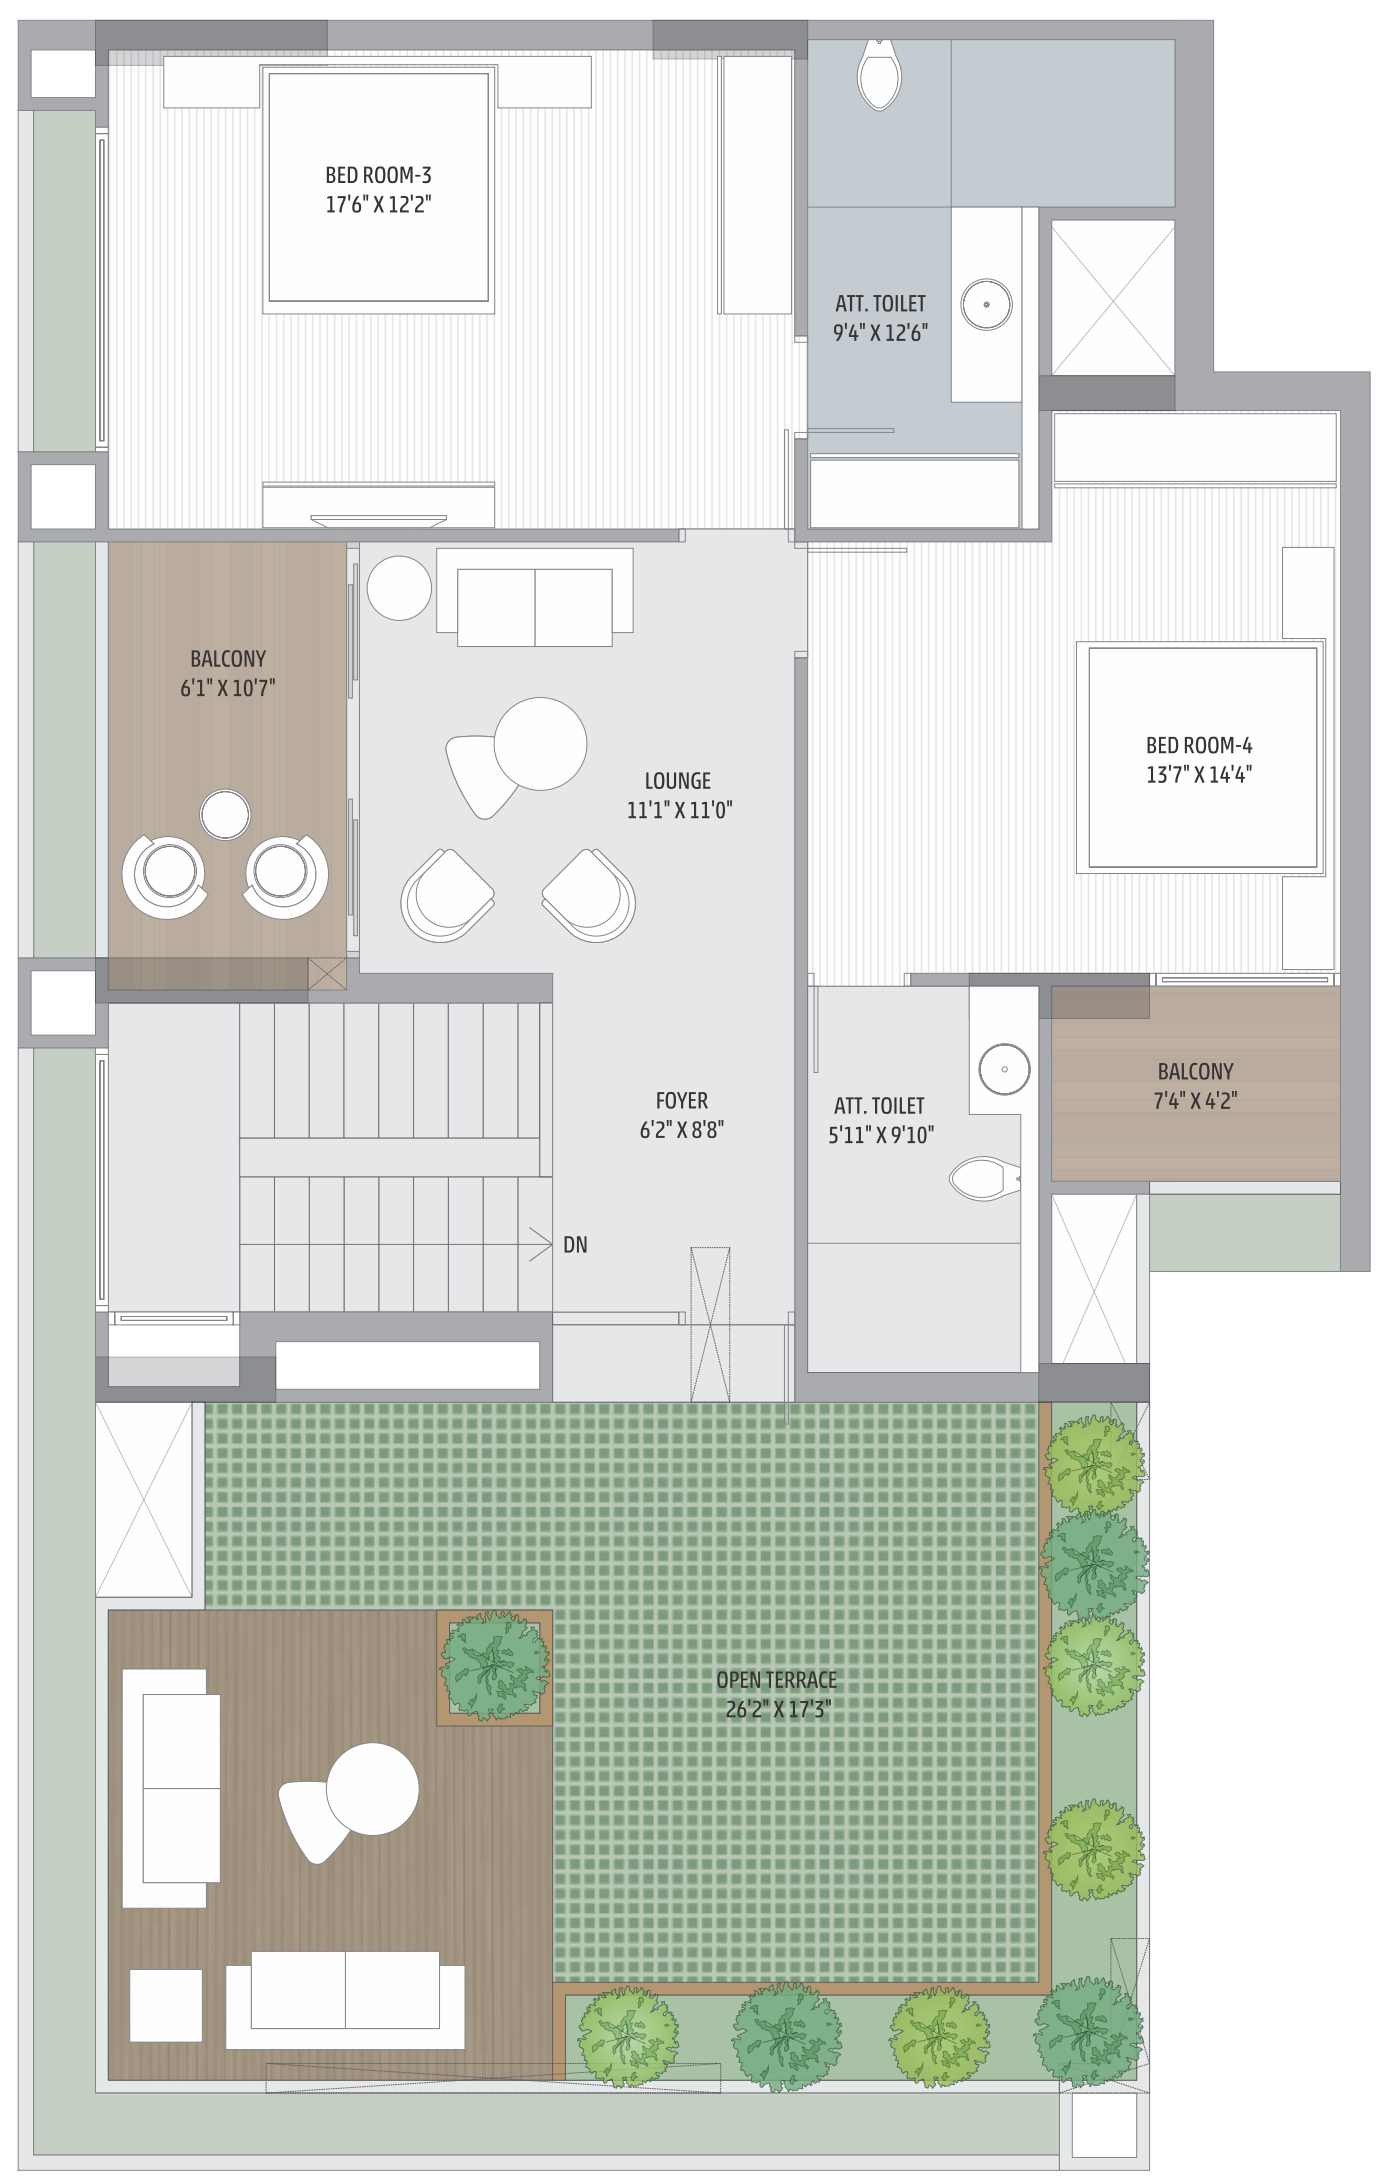 BED ROOM-3
17'6" X 12'2"
ATT. TOILET
9'4" X 12'6"
BALCONY
6'1" X 10'7"
LOUNGE
11'1" X 11'0"
BED ROOM-4
13'7" X 14'4"
FOYER
6'2" X 8'8"
ATT. TOILET
5'11" X 9'10"
BALCONY
7'4" X 4'2"
DN
OPEN TERRACE
26'2" X 17'3"